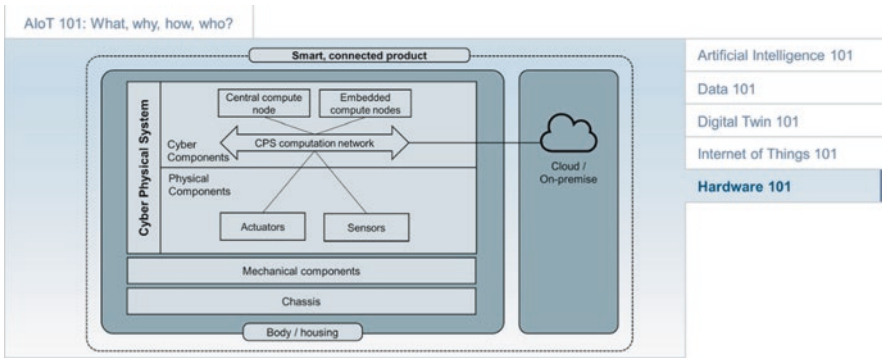 AIoT 101: What, why, how, who?
Smart, connected product
Cyber Physical System
Central compute
node
Embedded
compute nodes
Cyber
Components
CPS computation network
Physical
Components
Actuators
Sensors
Mechanical components
Chassis
Body / housing
Cloud /
On-premise
Artificial Intelligence 101
Data 101
Digital Twin 101
Internet of Things 101
Hardware 101